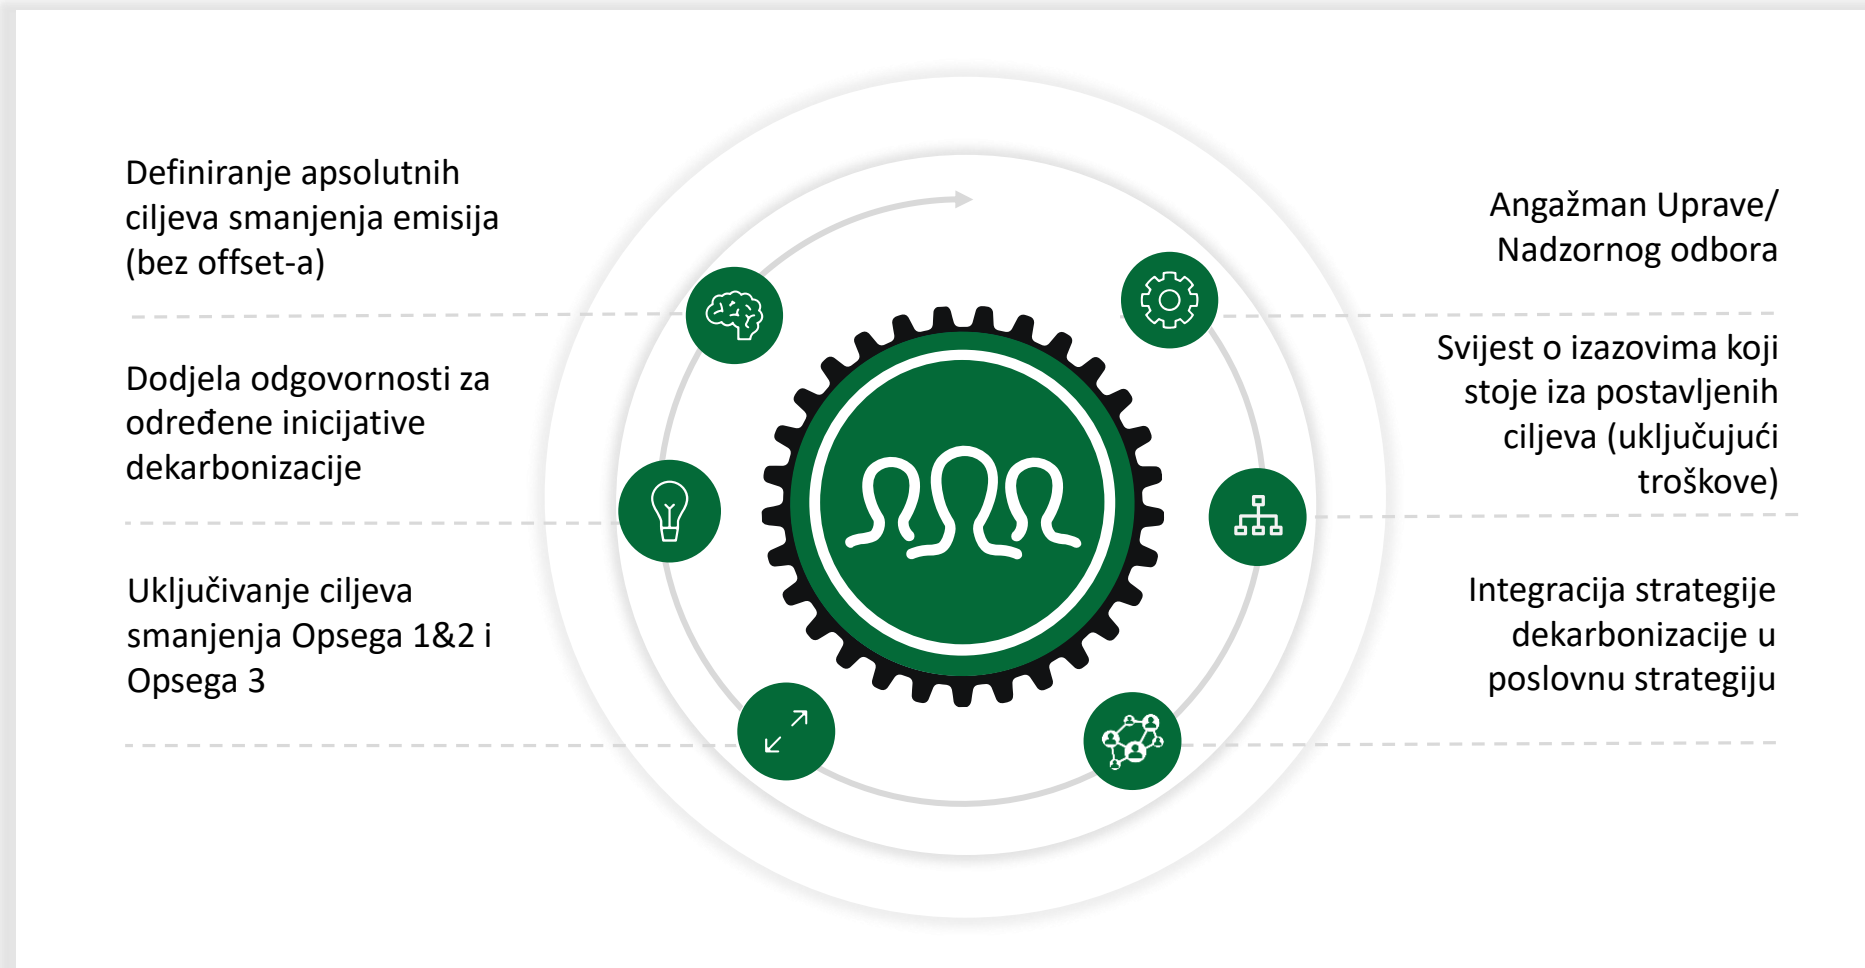 Definiranje apsolutnih
ciljeva smanjenja emisija
(bez offset-a)
Dodjela odgovornosti za
određene inicijative
dekarbonizacije
Uključivanje ciljeva
smanjenja Opsega 1&2 i
Opsega 3
Angažman Uprave/
Nadzornog odbora
Svijest o izazovima koji
stoje iza postavljenih
ciljeva (uključujući
troškove)
Integracija strategije
dekarbonizacije u
poslovnu strategiju